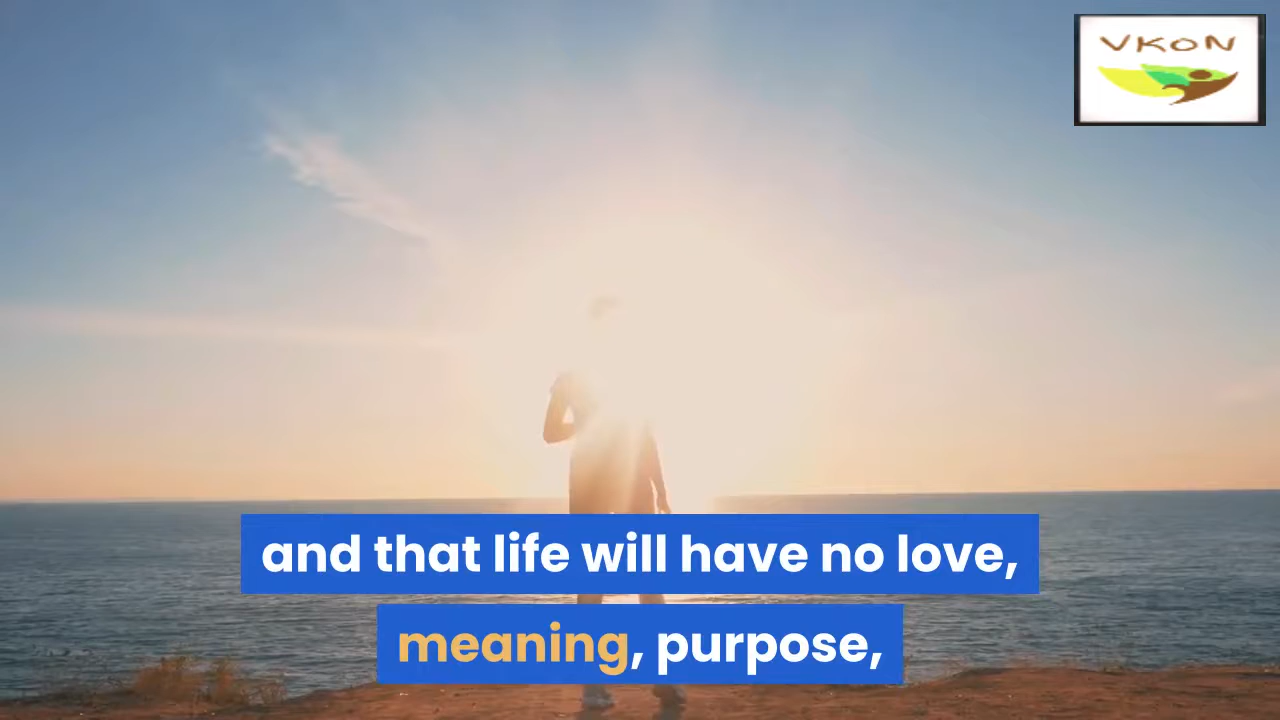 VKON
and that life will have no love,
meaning, purpose,